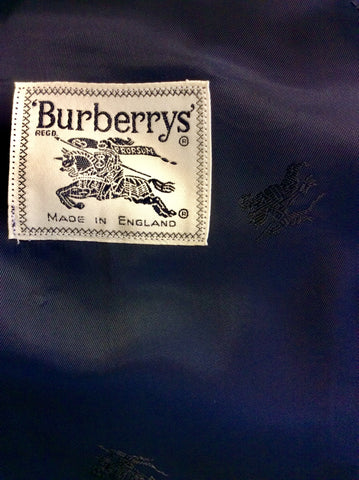 'Burberrys'
REGD. ®
PRORSUM
®
MADE IN ENGLAND